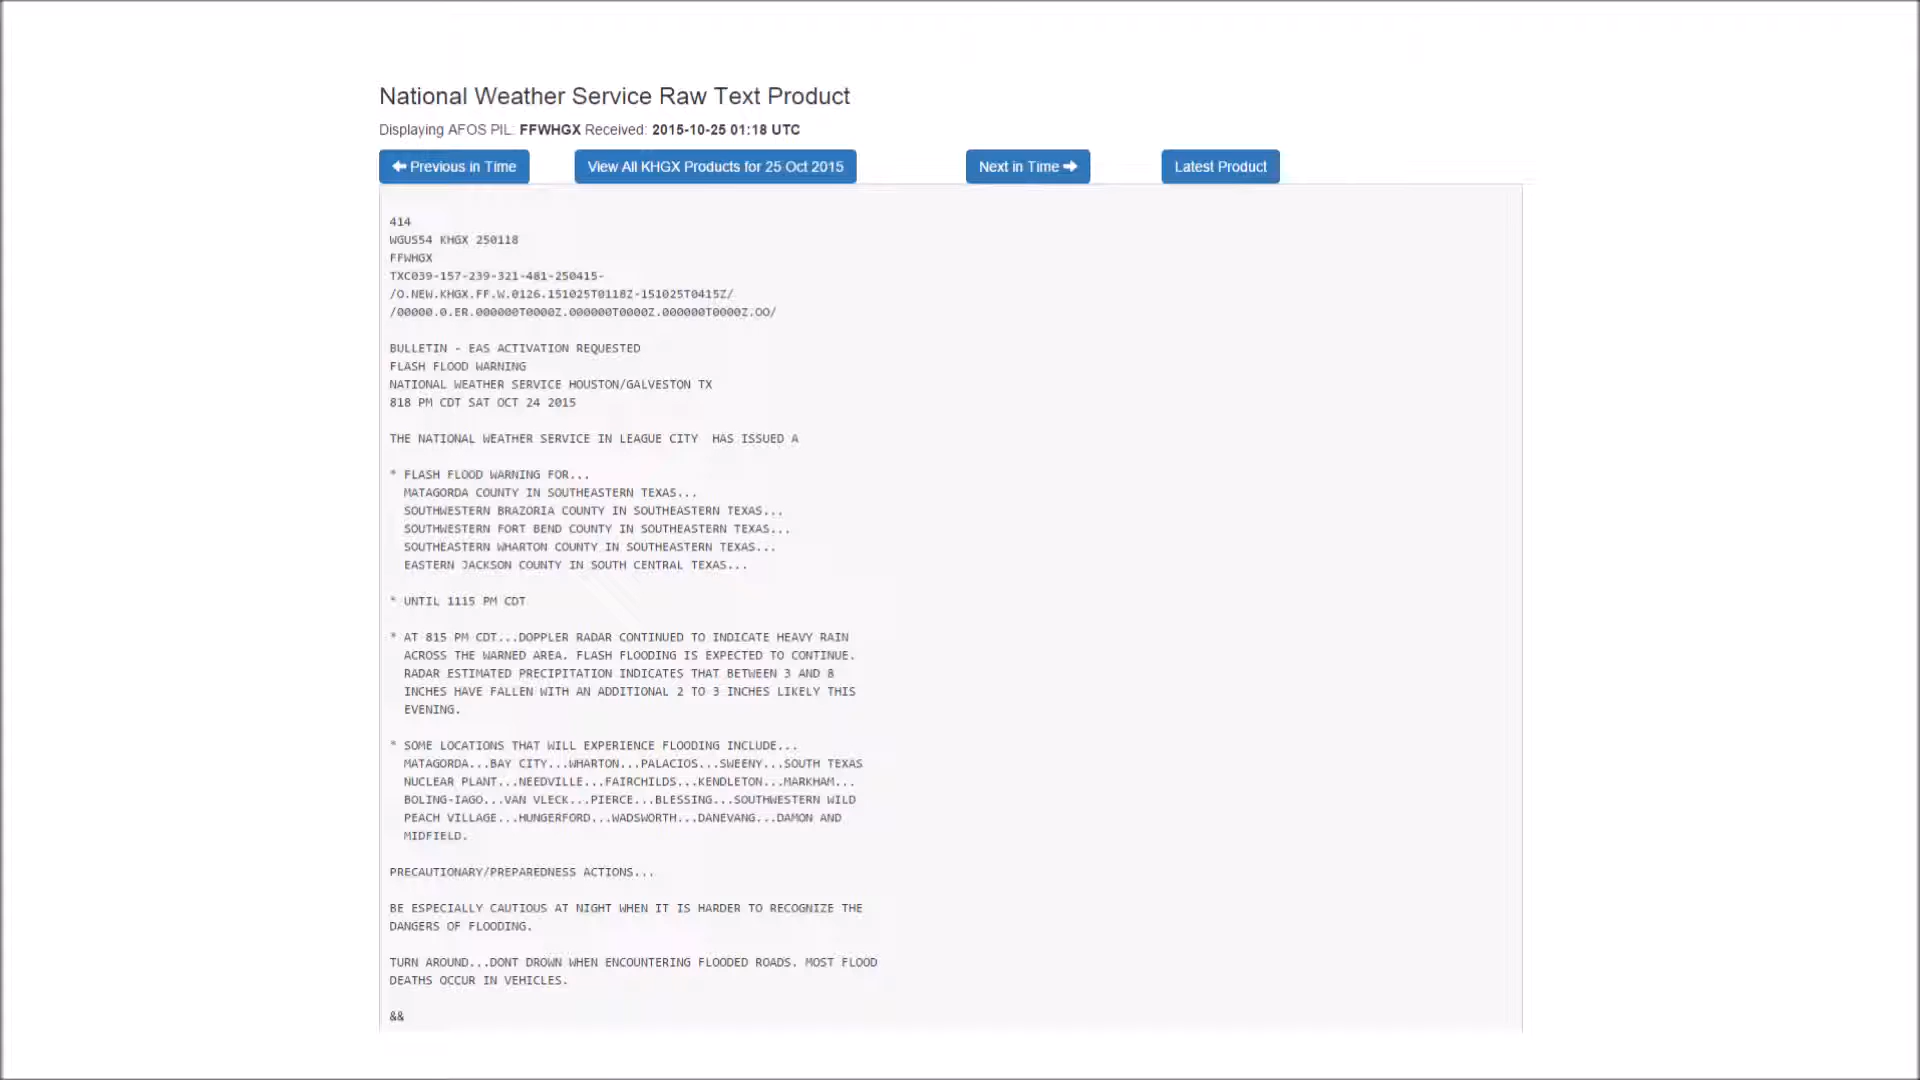 National Weather Service Raw Text Product
Displaying AFOS PIL: FFWHGX Received: 2015-10-25 01:18 UTC
Previous in Time View All KHGX Products for 25 Oct 2015 Next in Time Latest Product
414
WGUS54 KHGX 250118
FFWHGX
TXC039-157-239-321-481-250415-
/O.NEW.KHGX.FF.W.0126.151025T0118Z-151025T0415Z/
/00000.0.ER.000000T0000Z.000000T0000Z.000000T0000Z.OO/
BULLETIN - EAS ACTIVATION REQUESTED
FLASH FLOOD WARNING
NATIONAL WEATHER SERVICE HOUSTON/GALVESTON TX
818 PM CDT SAT OCT 24 2015
THE NATIONAL WEATHER SERVICE IN LEAGUE CITY  HAS ISSUED A
* FLASH FLOOD WARNING FOR...
MATAGORDA COUNTY IN SOUTHEASTERN TEXAS...
SOUTHWESTERN BRAZORIA COUNTY IN SOUTHEASTERN TEXAS...
SOUTHWESTERN FORT BEND COUNTY IN SOUTHEASTERN TEXAS...
SOUTHEASTERN WHARTON COUNTY IN SOUTHEASTERN TEXAS...
EASTERN JACKSON COUNTY IN SOUTH CENTRAL TEXAS...
* UNTIL 1115 PM CDT
* AT 815 PM CDT...DOPPLER RADAR CONTINUED TO INDICATE HEAVY RAIN
ACROSS THE WARNED AREA. FLASH FLOODING IS EXPECTED TO CONTINUE.
RADAR ESTIMATED PRECIPITATION INDICATES THAT BETWEEN 3 AND 8
INCHES HAVE FALLEN WITH AN ADDITIONAL 2 TO 3 INCHES LIKELY THIS
EVENING.
* SOME LOCATIONS THAT WILL EXPERIENCE FLOODING INCLUDE...
MATAGORDA...BAY CITY...WHARTON...PALACIOS...SWEENY...SOUTH TEXAS
NUCLEAR PLANT...NEEDVILLE...FAIRCHILDS...KENDLETON...MARKHAM...
BOLING-IAGO...VAN VLECK...PIERCE...BLESSING...SOUTHWESTERN WILD
PEACH VILLAGE...HUNGERFORD...WADSWORTH...DANEVANG...DAMON AND
MIDFIELD.
PRECAUTIONARY/PREPAREDNESS ACTIONS...
BE ESPECIALLY CAUTIOUS AT NIGHT WHEN IT IS HARDER TO RECOGNIZE THE
DANGERS OF FLOODING.
TURN AROUND...DONT DROWN WHEN ENCOUNTERING FLOODED ROADS. MOST FLOOD
DEATHS OCCUR IN VEHICLES.
&&